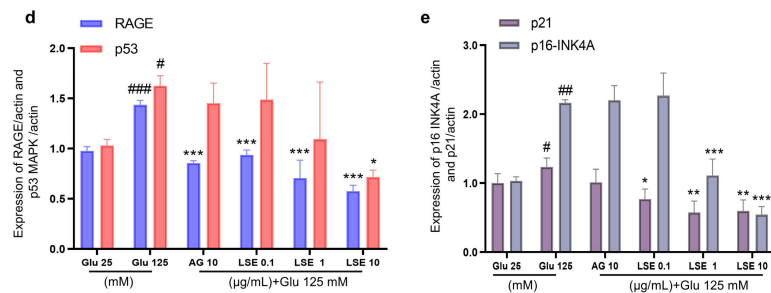 d
RAGE
p53
Expression of RAGE/actin and
p53 MAPK /actin
2.0
1.5
1.0
0.5
0.0
###
#
***
***
***
***
*
Glu 25
Glu 125
AG 10
LSE 0.1
LSE 1
LSE 10
(mM)
(μg/mL)+Glu 125 mM
e
p21
p16-INK4A
Expression of p16 INK4A /actin
and p21/actin
3.0
2.0
1.0
0.0
#
##
*
**
***
**
***
Glu 25
Glu 125
AG 10
LSE 0.1
LSE 1
LSE 10
(mM)
(μg/mL)+Glu 125 mM